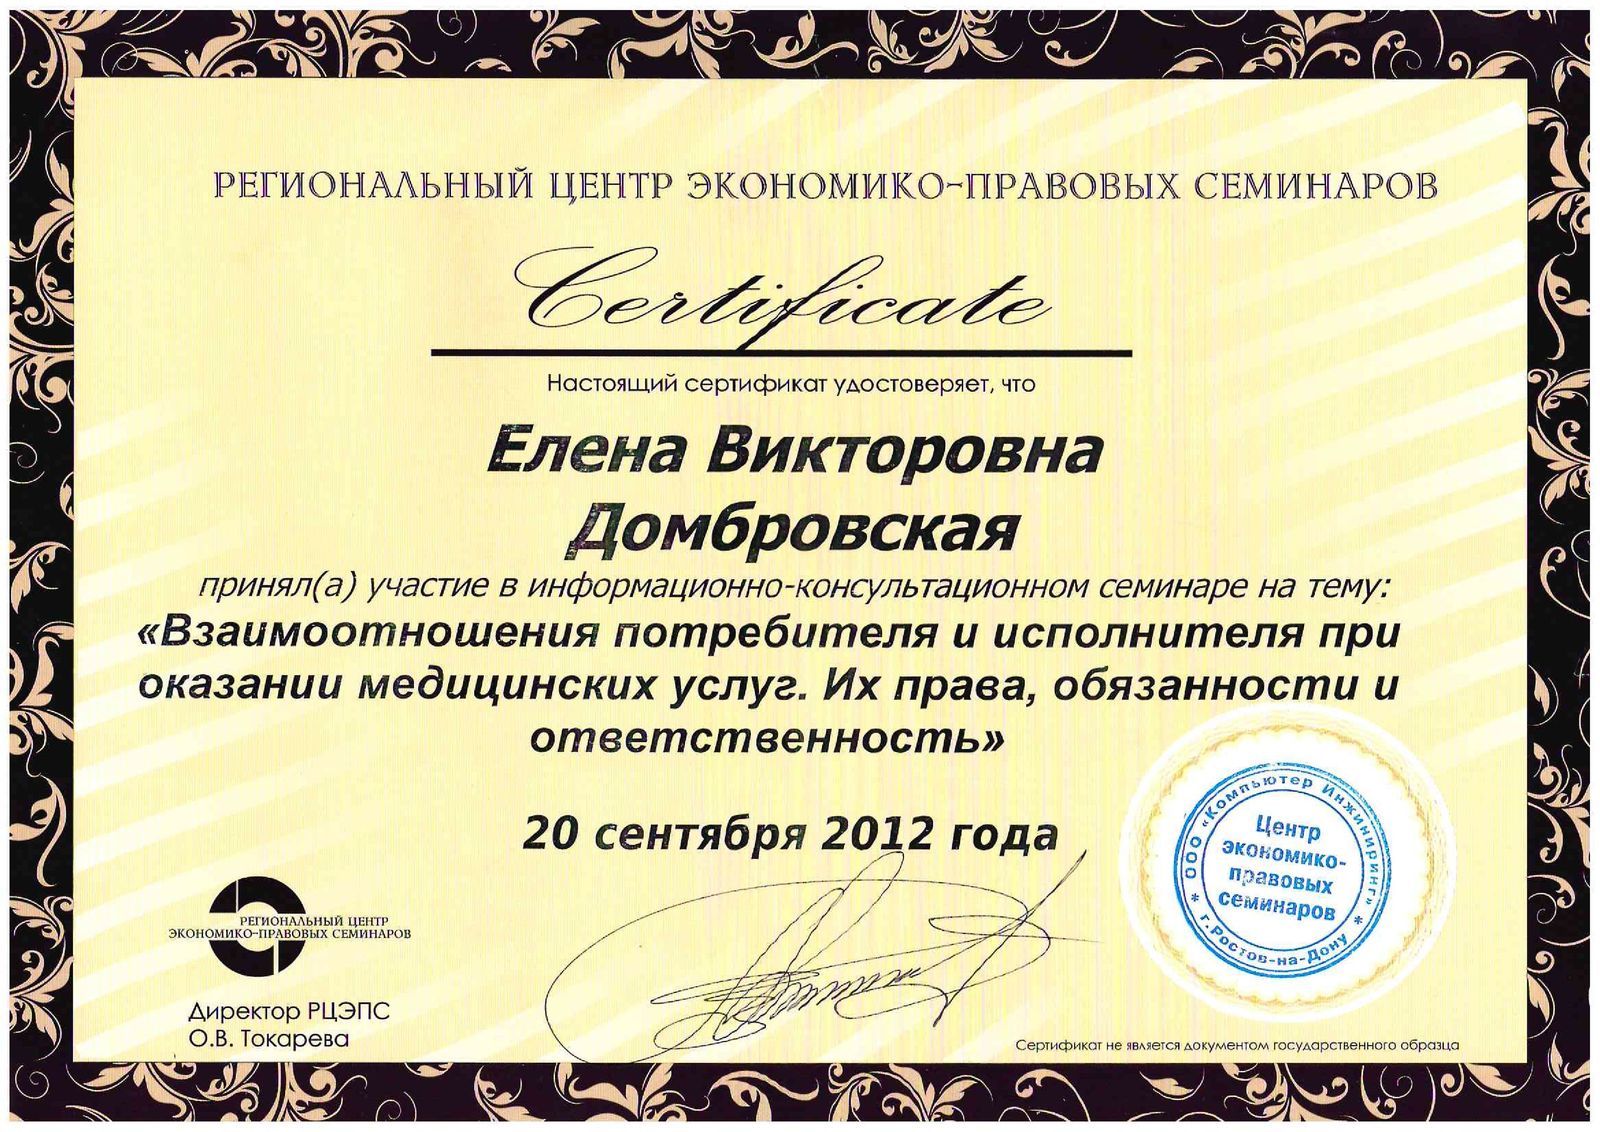 РЕГИОНАЛЬНЫЙ ЦЕНТР ЭКОНОМИКО-ПРАВОВЫХ СЕМИНАРОВ
Certificate
Настоящий сертификат удостоверяет, что
Елена Викторовна
Домбровская
принял(а) участие в информационно-консультационном семинаре на тему:
«Взаимоотношения потребителя и исполнителя при
оказании медицинских услуг. Их права, обязанности и
ответственность»
20 сентября 2012 года
РЕГИОНАЛЬНЫЙ ЦЕНТР
ЭКОНОМИКО-ПРАВОВЫХ СЕМИНАРОВ
Директор РЦЭПС
О.В. Токарева
ООО «Компьютер Инжиниринг»
Центр
экономико-
правовых
семинаров
* г.Ростов-на-Дону *
Сертификат не является документом государственного образца